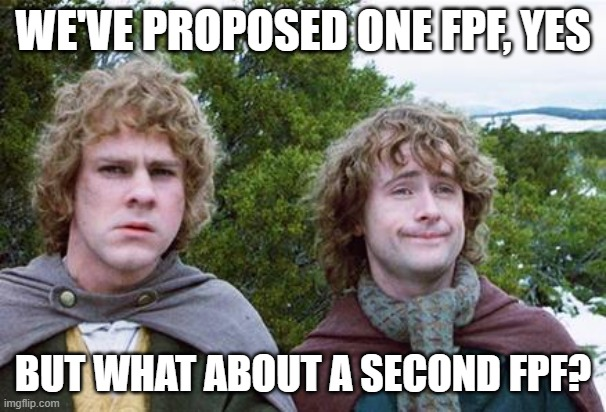 WE'VE PROPOSED ONE FPF, YES
BUT WHAT ABOUT A SECOND FPF?
imgflip.com